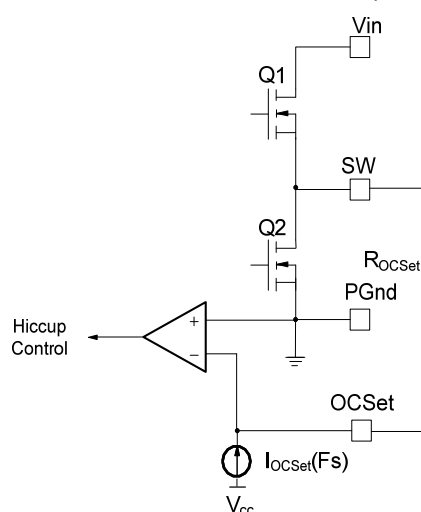 Vin
Q1
SW
Q2
ROCSet
PGnd
Hiccup
Control
+
−
OCSet
IOCSet(Fs)
Vcc